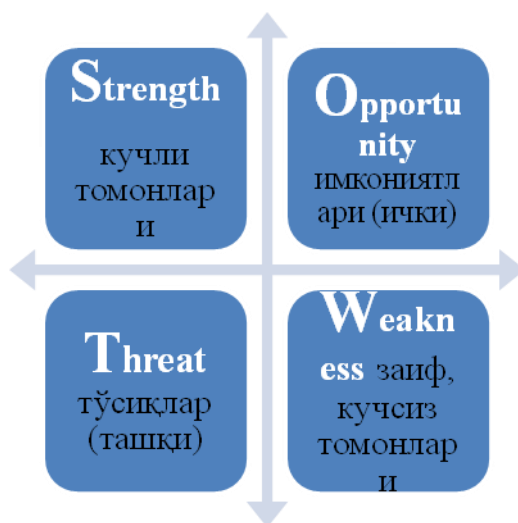 Strength
кучли
томонлар
и
Opportu
nity
имкониятл
ари (ички)
Threat
тўсиқлар
(ташқи)
Weakn
ess заиф,
кучсиз
томонлар
и